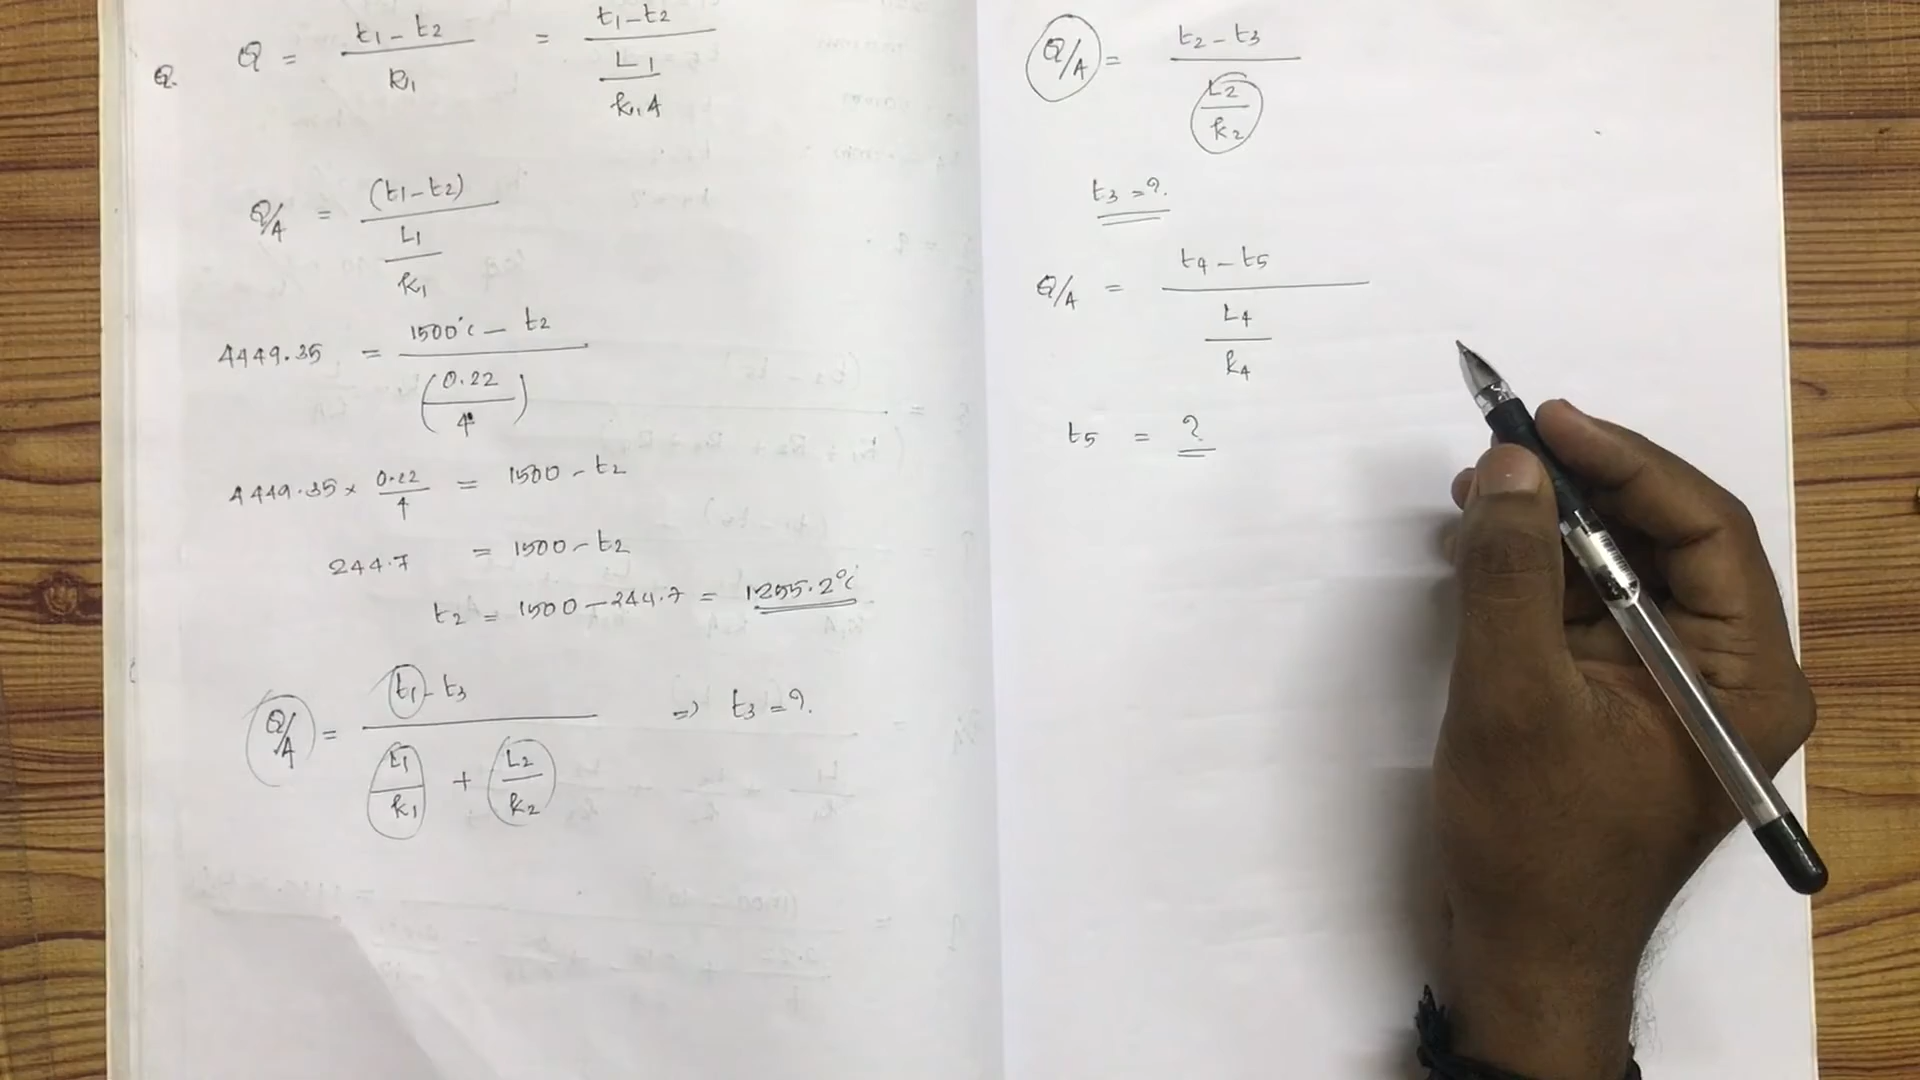 Q. Q = t1 - t2 / R1 = t1 - t2 / L1 / k1 A
Q/A = (t1 - t2) / L1 / k1
4449.35 = 1500°C - t2 / (0.22 / 4)
4449.35 × 0.22 / 4 = 1500 - t2
244.7 = 1500 - t2
t2 = 1500 - 244.7 = 1255.2°C
Q/A = t1 - t3 / L1 / k1 + L2 / k2 => t3 = ?.
Q/A = t2 - t3 / L2 / k2
t3 = ?.
Q/A = t4 - t5 / L4 / k4
t5 = ?